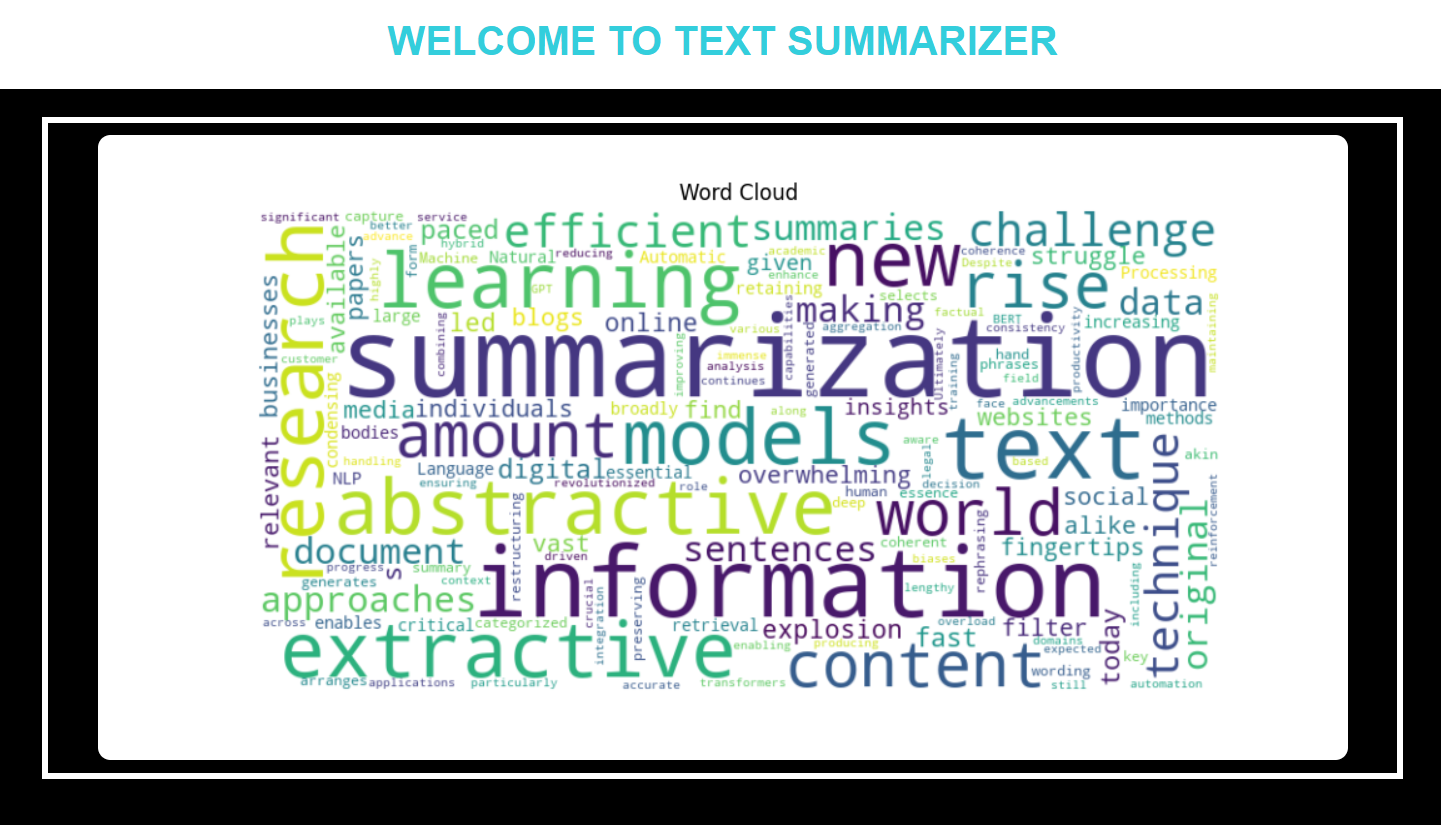 WELCOME TO TEXT SUMMARIZER
Word Cloud
significant
capture
service
better
advance
paced
hybrid
efficient
summaries
challenge
research
available
papers
form
highly
Machine
Natural
reducing
Automatic
academic
given
enhance
new
coherence
Despite
struggle
Processing
learning
GPT
retaining
selects
rise
data
businesses
plays
large
led
blogs
online
various
making
aggregation
factual
BERT
consistency
increasing
maintaining
customer
combining
summarization
improving
immense
analysis
continues
capabilities
generated
Ultimately
training
hand
phrases
field
productivity
condensing
media
individuals
broadly
find
along
insights
face
advancements
websites
importance
methods
relevant
bodies
amount
models
aware
text
akin
handling
NLP
Language
ensuring
digital
essential
revolutionized
role
overwhelming
human
legal
decision
essence
based
technique
abstractive
deep
world
social
alike
original
reinforcement
document
restructuring
vast
driven
sentences
coherent
biases
rephrasing
fingertips
progress
s
summary
context
generates
information
lengthy
including
approaches
crucial
integration
preserving
across
enables
critical
categorized
retrieval
explosion
producing
fast
overload
filter
domains
expected
today
key
extractive
enabling
content
wording
arranges
applications
particularly
accurate
transformers
still
automation